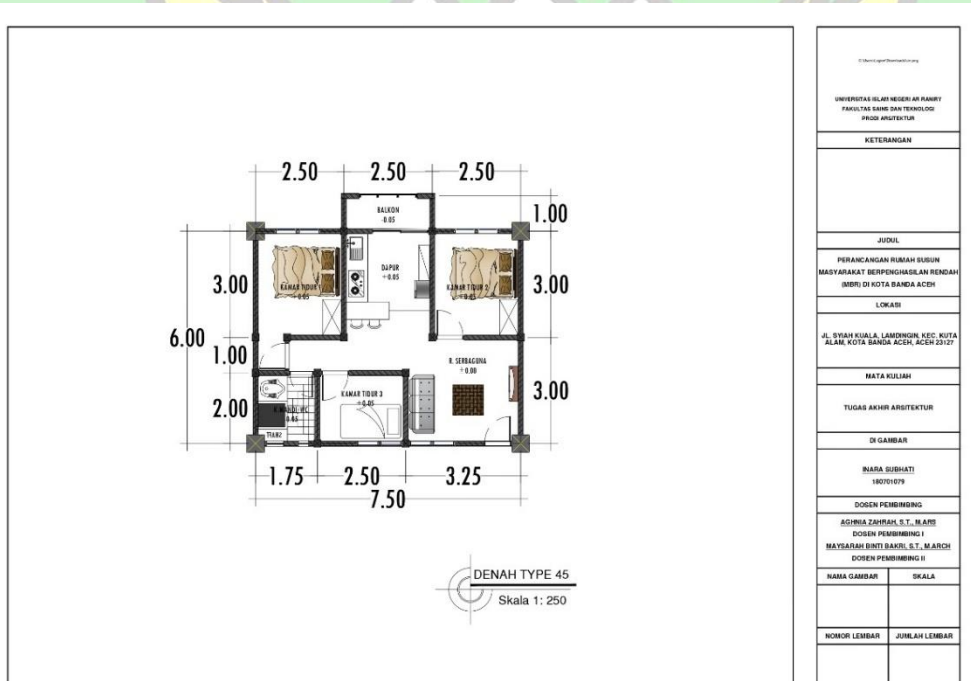 2.50 2.50 2.50
BALKON
-0.05
1.00
DAPUR
+0.05
KAMAR TIDUR 1
+0.05
KAMAR TIDUR 2
+0.05
3.00
3.00
6.00
1.00
R. SERBAGUNA
+0.00
2.00
KAMAR TIDUR 3
+0.05
3.00
1.75 2.50 3.25
7.50
DENAH TYPE 45
Skala 1: 250
UNIVERSITAS ISLAM NEGERI AR RANIRY
FAKULTAS SAINS DAN TEKNOLOGI
PRODI ARSITEKTUR
KETERANGAN
JUDUL
PERANCANGAN RUMAH SUSUN
MASYARAKAT BERPENGHASILAN RENDAH
(MBR) DI KOTA BANDA ACEH
LOKASI
JL. SYIAH KUALA, LAMDINGIN, KEC. KUTA
ALAM, KOTA BANDA ACEH, ACEH 23127
MATA KULIAH
TUGAS AKHIR ARSITEKTUR
DI GAMBAR
INARA SUBHATI
180701079
DOSEN PEMBIMBING
AGHNIA ZAHRAH, S.T., M.ARS
DOSEN PEMBIMBING I
MAYSARAH BINTI BAKRI, S.T., M.ARCH
DOSEN PEMBIMBING II
NAMA GAMBAR SKALA
NOMOR LEMBAR JUMLAH LEMBAR